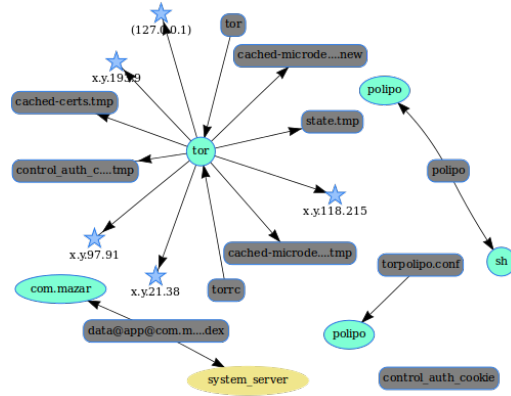 (127.0.0.1)
tor
cached-microde....new
x.y.193.9
polipo
cached-certs.tmp
state.tmp
tor
control_auth_c....tmp
polipo
x.y.118.215
x.y.97.91
cached-microde....tmp
torpolipo.conf
sh
com.mazar
x.y.21.38
torrc
data@app@com.m....dex
polipo
system_server
control_auth_cookie